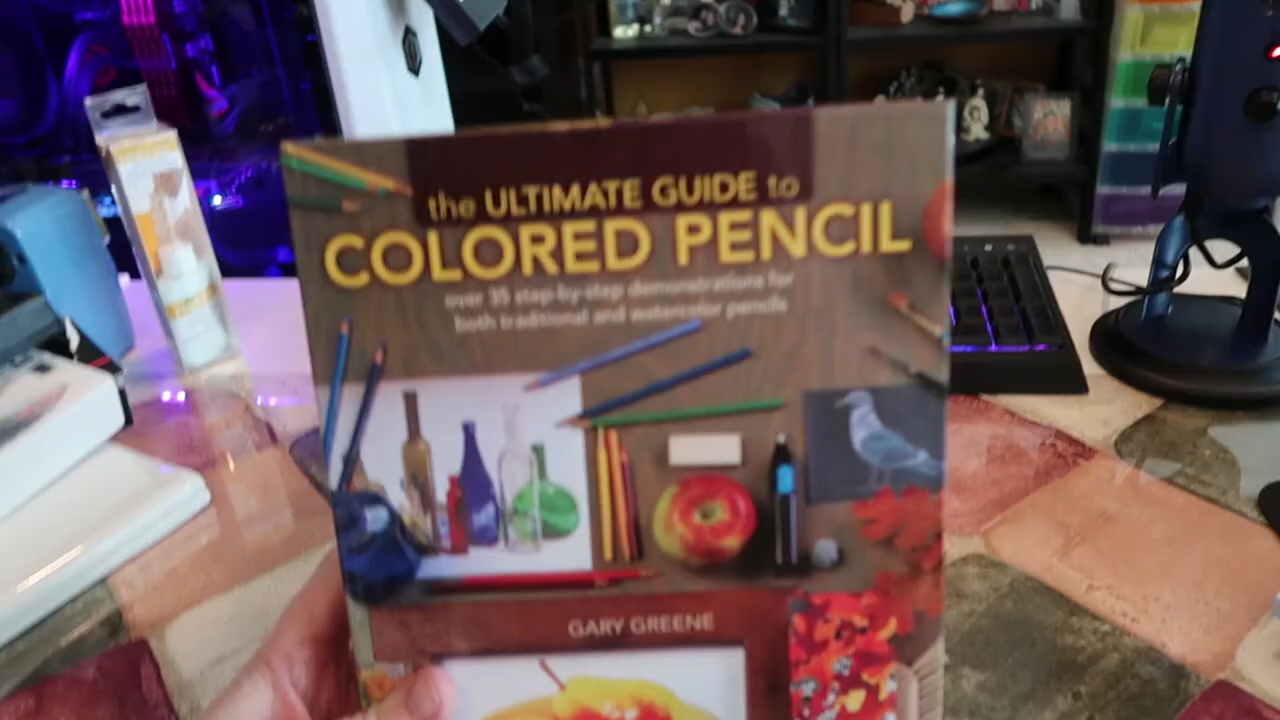 the ULTIMATE GUIDE to
COLORED PENCIL
over 35 step-by-step demonstrations for
both traditional and watercolor pencils
GARY GREENE